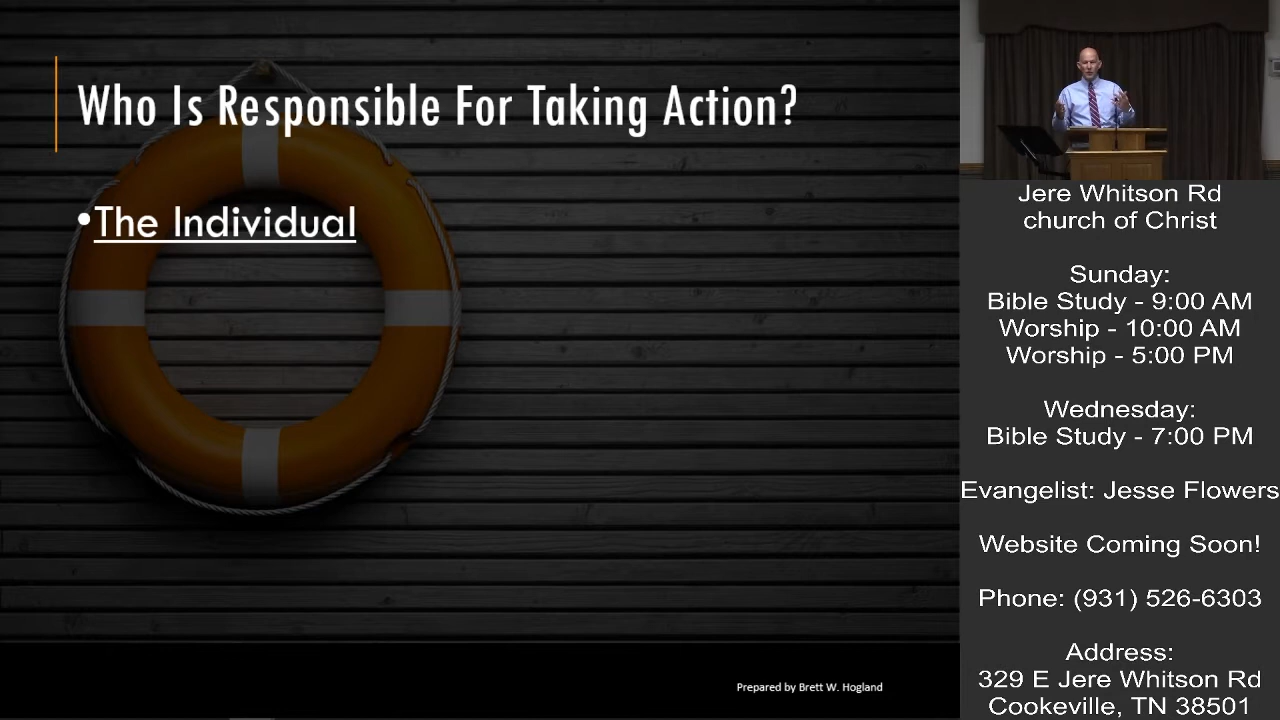 Who Is Responsible For Taking Action?
•The Individual
Prepared by Brett W. Hogland
Jere Whitson Rd
church of Christ
Sunday:
Bible Study - 9:00 AM
Worship - 10:00 AM
Worship - 5:00 PM
Wednesday:
Bible Study - 7:00 PM
Evangelist: Jesse Flowers
Website Coming Soon!
Phone: (931) 526-6303
Address:
329 E Jere Whitson Rd
Cookeville, TN 38501